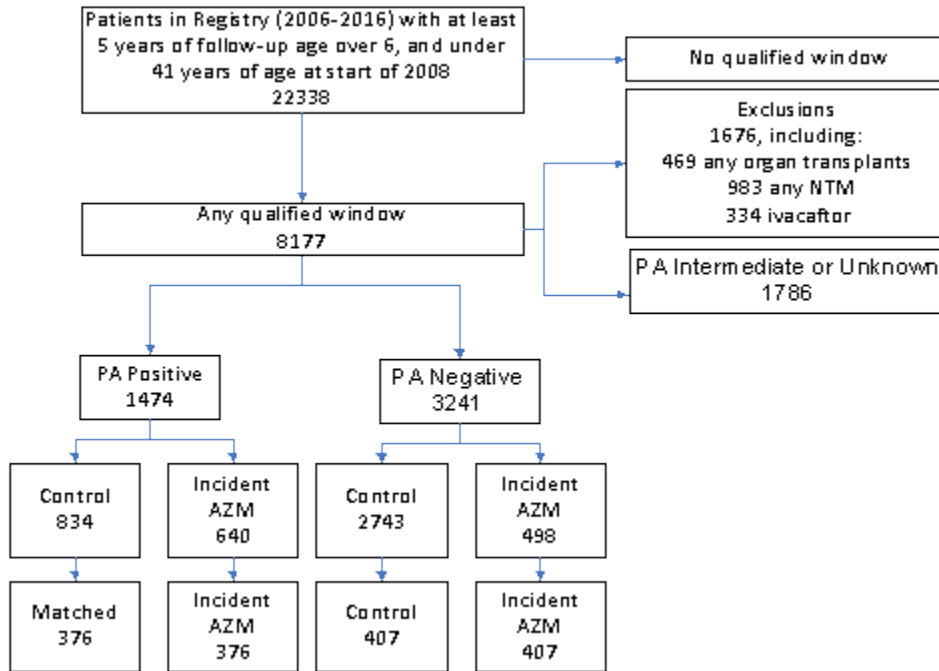 Patients in Registry (2006-2016) with at least
5 years of follow-up age over 6, and under
41 years of age at start of 2008
22338
No qualified window
Exclusions
1676, including:
469 any organ transplants
983 any NTM
334 ivacaftor
Any qualified window
8177
PA Intermediate or Unknown
1786
PA Positive
1474
PA Negative
3241
Control
834
Incident
AZM
640
Control
2743
Incident
AZM
498
Matched
376
Incident
AZM
376
Control
407
Incident
AZM
407